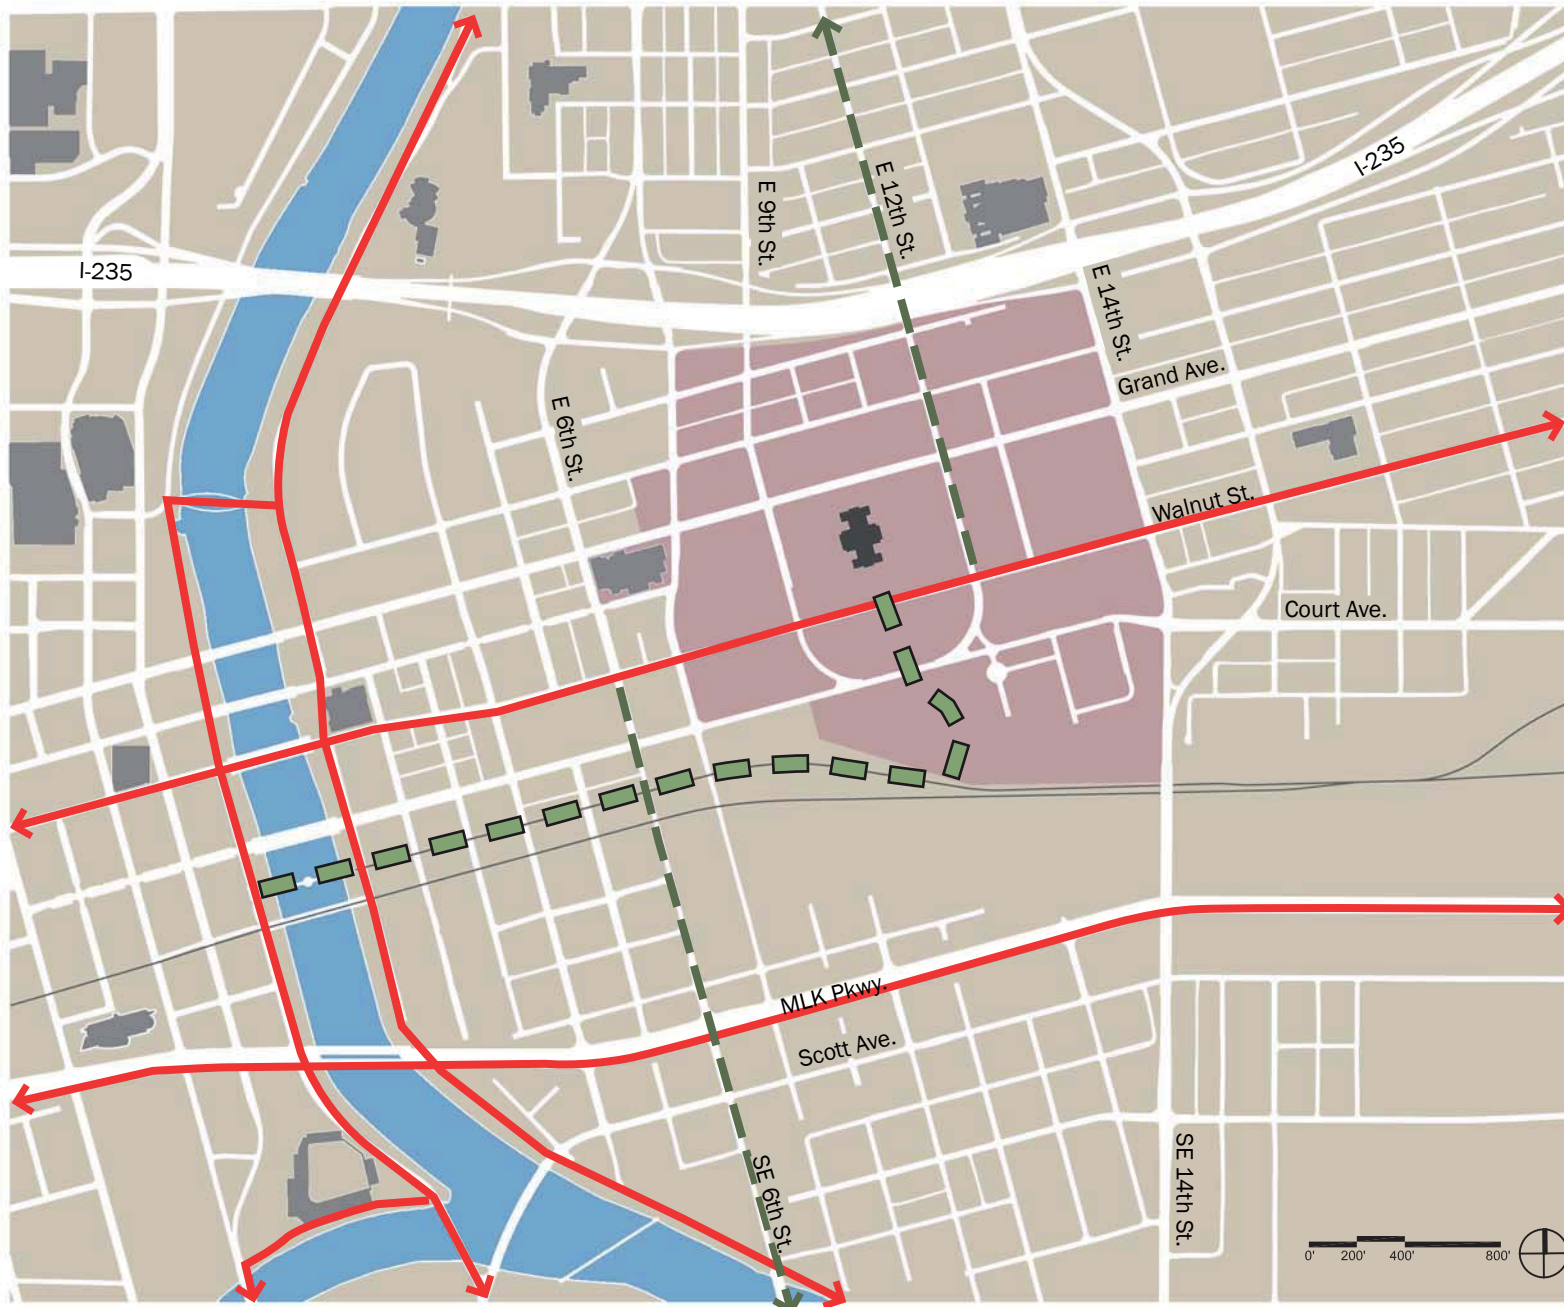 I-235
E 12th St.
E 9th St.
I-235
E 14th St.
Grand Ave.
E 6th St.
Walnut St.
Court Ave.
MLK Pkwy.
Scott Ave.
SE 6th St.
SE 14th St.
0' 200' 400' 800'